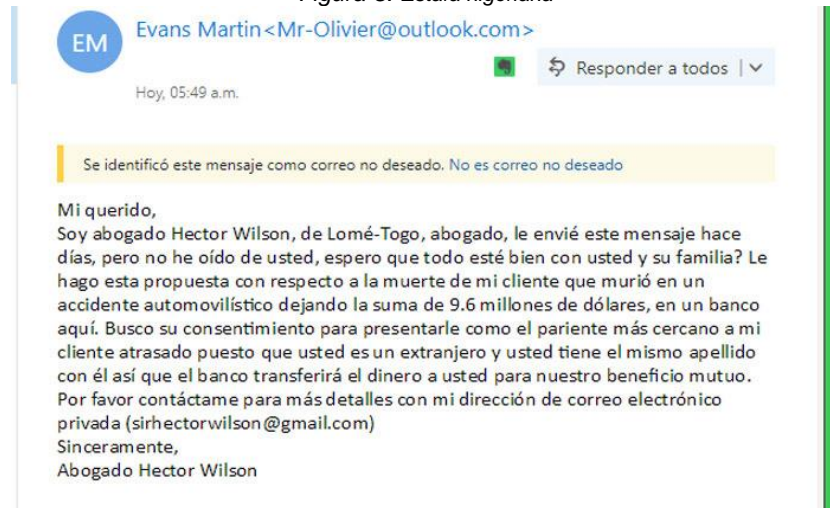 Figura 3. Estafa nigeriana
EM
Evans Martin<Mr-Olivier@outlook.com>
Responder a todos
Hoy, 05:49 a.m.
Se identificó este mensaje como correo no deseado. No es correo no deseado
Mi querido,
Soy abogado Hector Wilson, de Lomé-Togo, abogado, le envié este mensaje hace
días, pero no he oído de usted, espero que todo esté bien con usted y su familia? Le
hago esta propuesta con respecto a la muerte de mi cliente que murió en un
accidente automovilístico dejando la suma de 9.6 millones de dólares, en un banco
aquí. Busco su consentimiento para presentarle como el pariente más cercano a mi
cliente atrasado puesto que usted es un extranjero y usted tiene el mismo apellido
con él así que el banco transferirá el dinero a usted para nuestro beneficio mutuo.
Por favor contáctame para más detalles con mi dirección de correo electrónico
privada (sirhectorwilson@gmail.com)
Sinceramente,
Abogado Hector Wilson